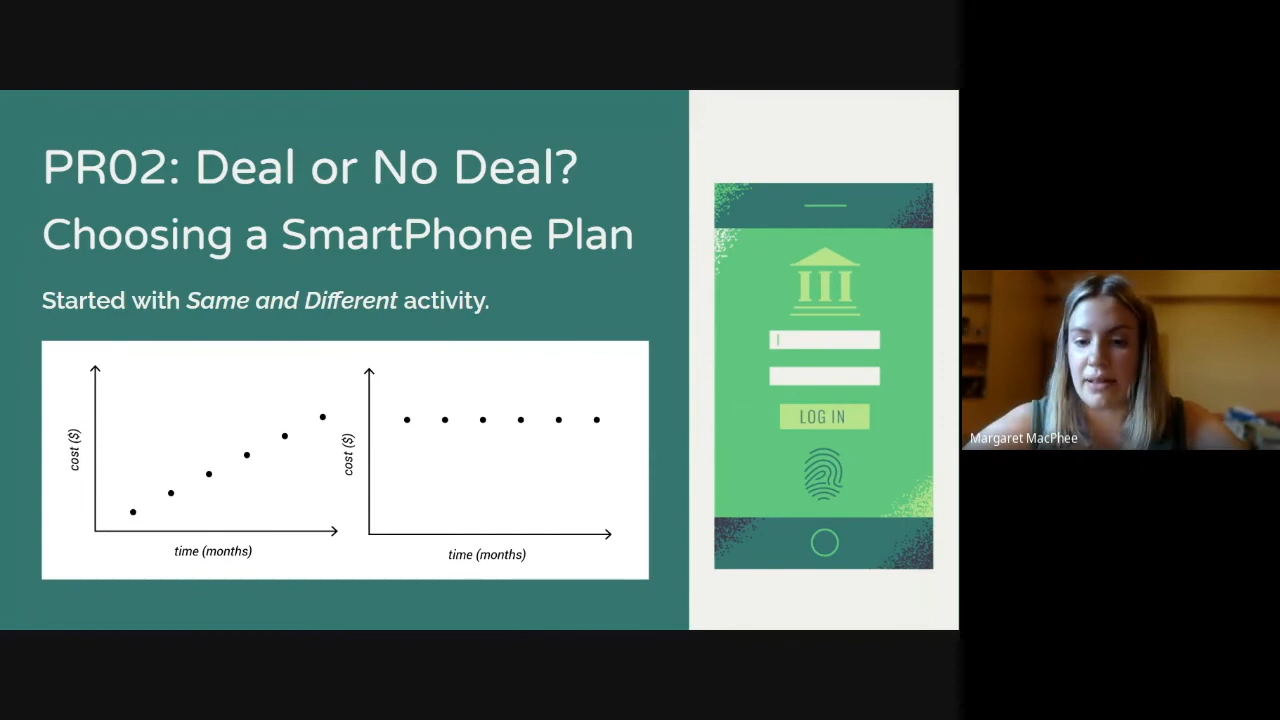 PR02: Deal or No Deal?
Choosing a SmartPhone Plan
Started with Same and Different activity.
cost ($)
time (months)
cost ($)
time (months)
LOG IN
Margaret MacPhee